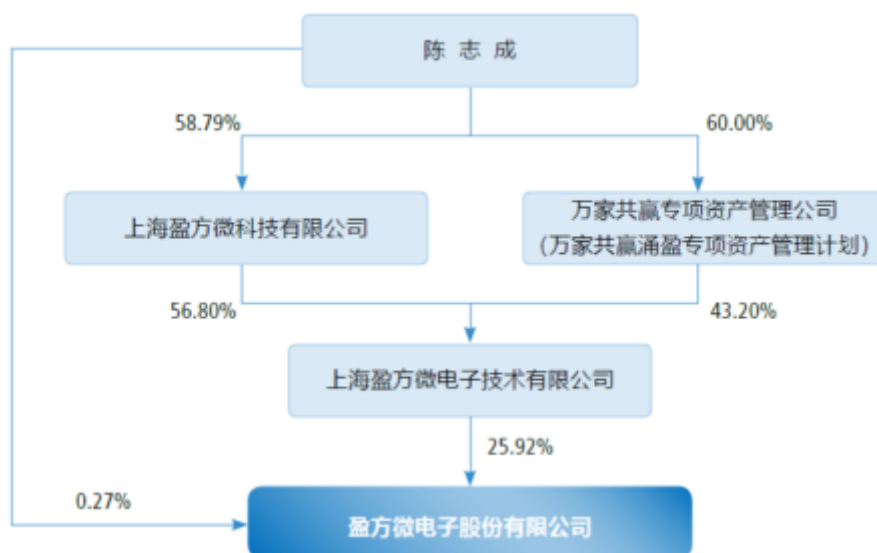 陈 志 成
58.79%
60.00%
上海盈方微科技有限公司
万家共赢专项资产管理公司
（万家共赢涌盈专项资产管理计划）
56.80%
43.20%
上海盈方微电子技术有限公司
25.92%
0.27%
盈方微电子股份有限公司